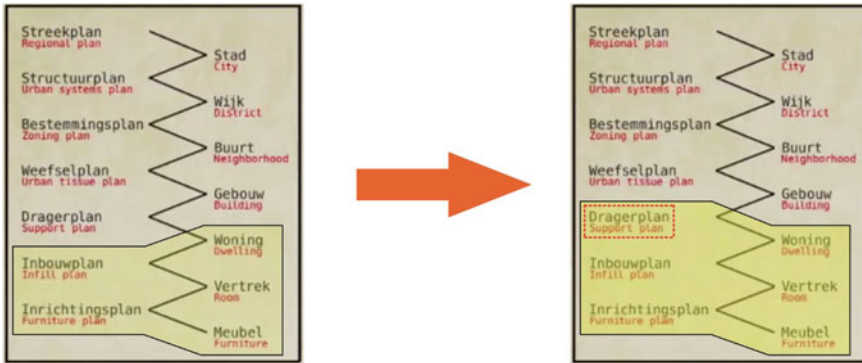 Streekplan
Regional plan
Stad
City
Structuurplan
Urban systems plan
Wijk
District
Bestemmingsplan
Zoning plan
Buurt
Neighborhood
Weefselplan
Urban tissue plan
Gebouw
Building
Dragerplan
Support plan
Woning
Dwelling
Inbouwplan
Infill plan
Vertrek
Room
Inrichtingsplan
Furniture plan
Meubel
Furniture
Streekplan
Regional plan
Stad
City
Structuurplan
Urban systems plan
Wijk
District
Bestemmingsplan
Zoning plan
Buurt
Neighborhood
Weefselplan
Urban tissue plan
Gebouw
Building
Dragerplan
Support plan
Woning
Dwelling
Inbouwplan
Infill plan
Vertrek
Room
Inrichtingsplan
Furniture plan
Meubel
Furniture